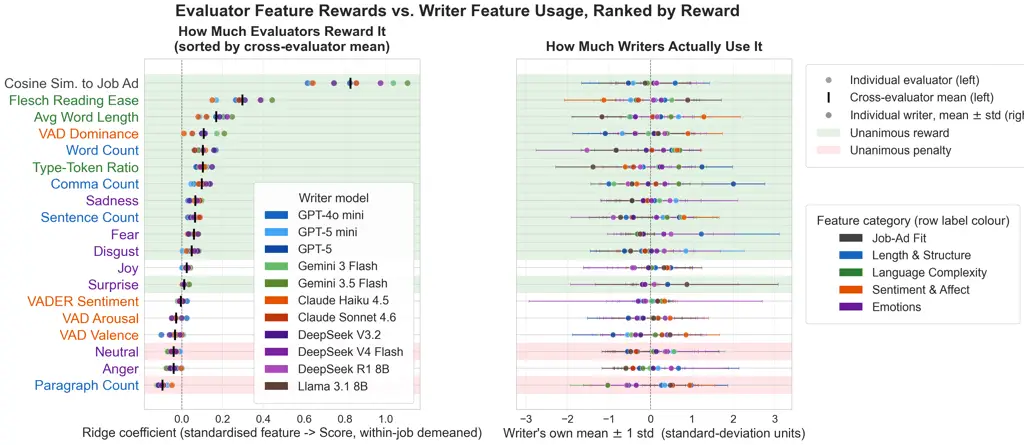 Evaluator Feature Rewards vs. Writer Feature Usage, Ranked by Reward
How Much Evaluators Reward It
(sorted by cross-evaluator mean)
How Much Writers Actually Use It
Cosine Sim. to Job Ad
Flesch Reading Ease
Avg Word Length
VAD Dominance
Word Count
Type-Token Ratio
Comma Count
Sadness
Sentence Count
Fear
Disgust
Joy
Surprise
VADER Sentiment
VAD Arousal
VAD Valence
Neutral
Anger
Paragraph Count
Writer model
GPT-4o mini
GPT-5 mini
GPT-5
Gemini 3 Flash
Gemini 3.5 Flash
Claude Haiku 4.5
Claude Sonnet 4.6
DeepSeek V3.2
DeepSeek V4 Flash
DeepSeek R1 8B
Llama 3.1 8B
0.0 0.2 0.4 0.6 0.8 1.0
Ridge coefficient (standardised feature -> Score, within-job demeaned)
−3 −2 −1 0 1 2 3
Writer's own mean ± 1 std (standard-deviation units)
Individual evaluator (left)
Cross-evaluator mean (left)
Individual writer, mean ± std (righ
Unanimous reward
Unanimous penalty
Feature category (row label colour)
Job-Ad Fit
Length & Structure
Language Complexity
Sentiment & Affect
Emotions